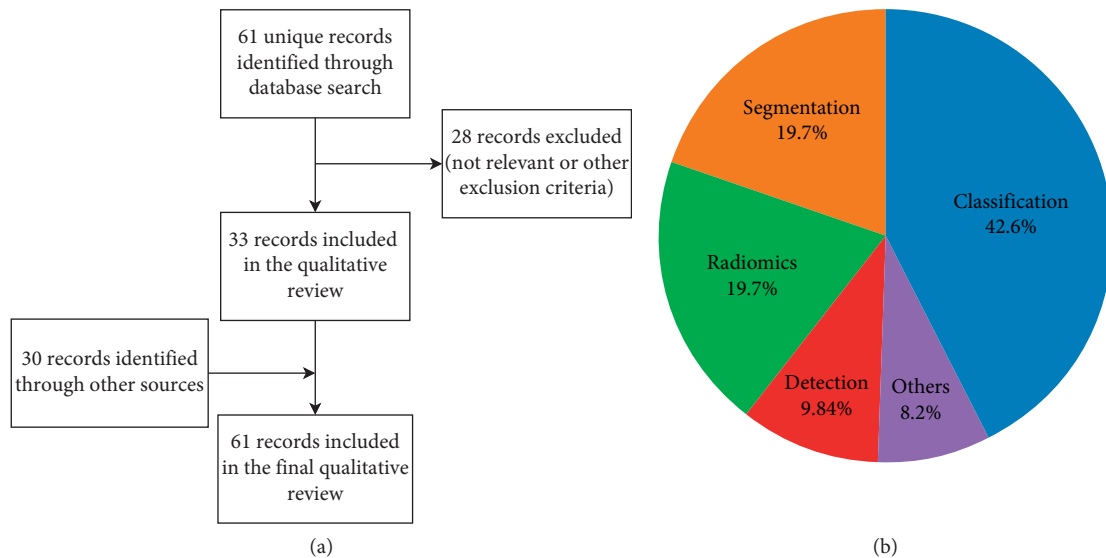 61 unique records
identified through
database search
28 records excluded
(not relevant or other
exclusion criteria)
33 records included
in the qualitative
review
30 records identified
through other sources
61 records included
in the final qualitative
review
(a)
Segmentation
19.7%
Classification
42.6%
Radiomics
19.7%
Detection
9.84%
Others
8.2%
(b)